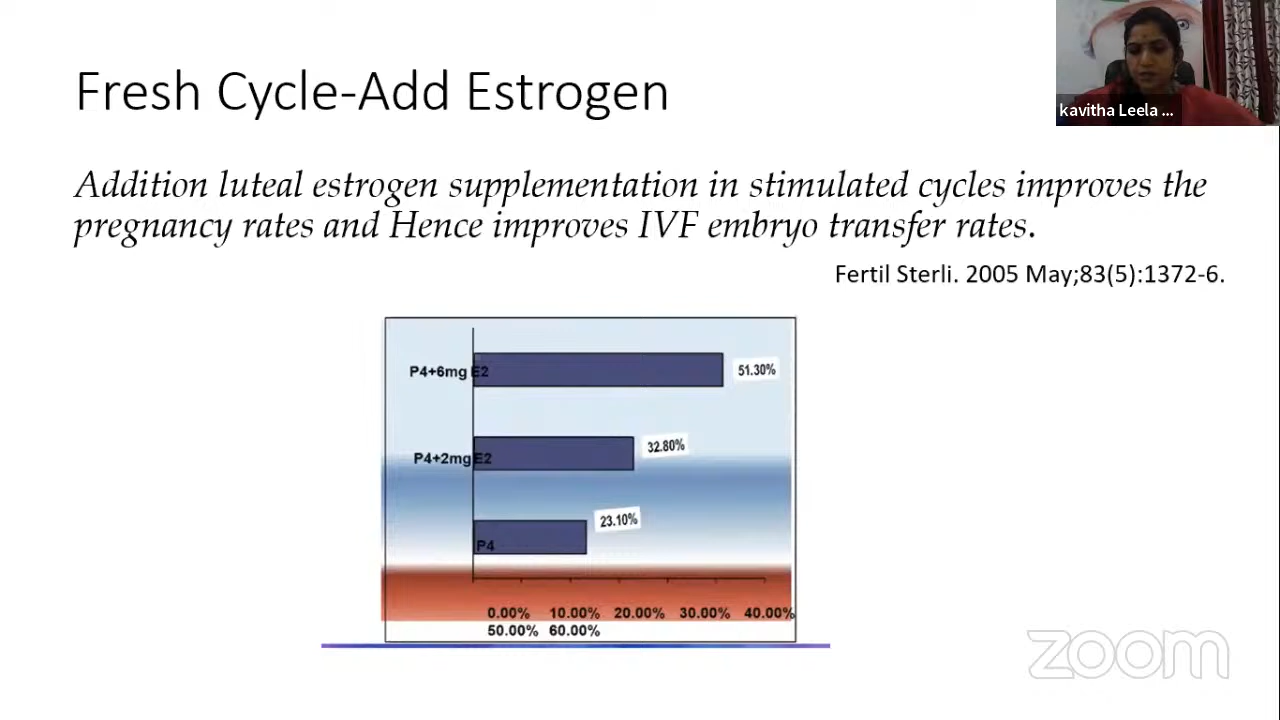 Fresh Cycle-Add Estrogen
kavitha Leela ...
Addition luteal estrogen supplementation in stimulated cycles improves the
pregnancy rates and Hence improves IVF embryo transfer rates.
Fertil Sterli. 2005 May;83(5):1372-6.
P4+6mg E2
51.30%
P4+2mg E2
32.80%
P4
23.10%
0.00% 10.00% 20.00% 30.00% 40.00%
50.00% 60.00%
zoom